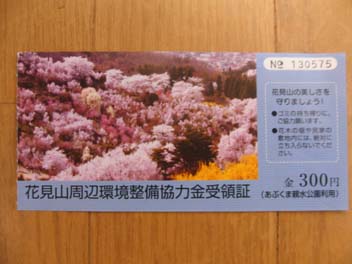 № 130575
花見山の美しさを
守りましょう！
●ゴミの持ち帰りに、
ご協力願います。
●花木の畑や民家の
敷地内には、絶対に
立ち入らないでくだ
さい。
花見山周辺環境整備協力金受領証
金 300円
（あぶくま親水公園利用）